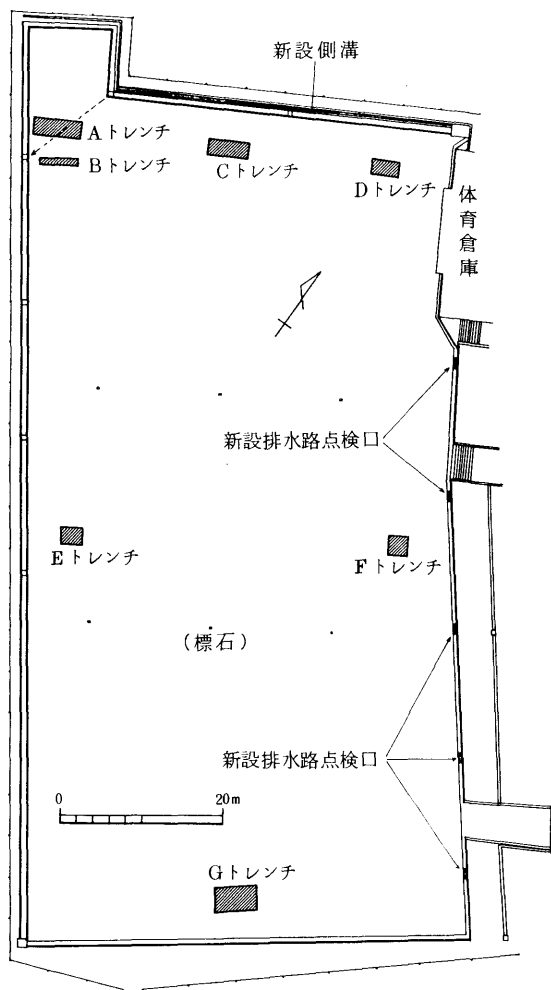 新設側溝
Aトレンチ
Bトレンチ
Cトレンチ
Dトレンチ
体育倉庫
新設排水路点検口
Eトレンチ
Fトレンチ
(標石)
新設排水路点検口
0 20m
Gトレンチ